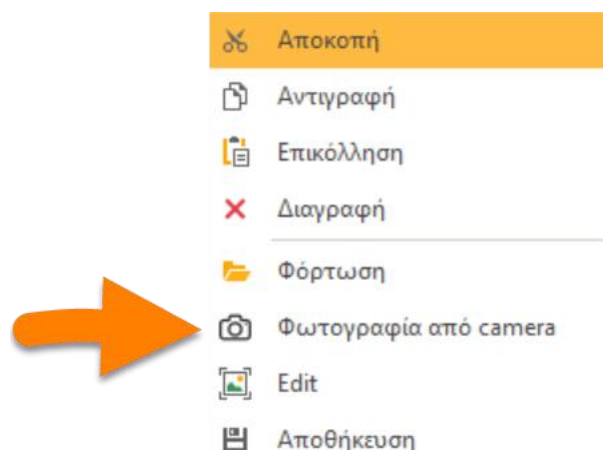 Αποκοπή
Αντιγραφή
Επικόλληση
Διαγραφή
Φόρτωση
Φωτογραφία από camera
Edit
Αποθήκευση